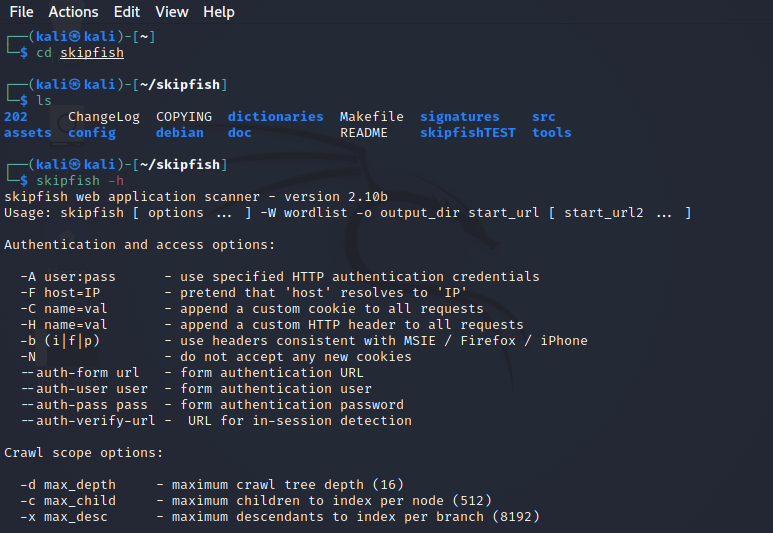 File Actions Edit View Help
┌──(kali㉿kali)-[~]
└─$ cd skipfish
┌──(kali㉿kali)-[~/skipfish]
└─$ ls
202 ChangeLog COPYING dictionaries Makefile signatures src
assets config debian doc README skipfishTEST tools
┌──(kali㉿kali)-[~/skipfish]
└─$ skipfish -h
skipfish web application scanner - version 2.10b
Usage: skipfish [ options ... ] -W wordlist -o output_dir start_url [ start_url2 ... ]
Authentication and access options:
-A user:pass - use specified HTTP authentication credentials
-F host=IP - pretend that 'host' resolves to 'IP'
-C name=val - append a custom cookie to all requests
-H name=val - append a custom HTTP header to all requests
-b (i|f|p) - use headers consistent with MSIE / Firefox / iPhone
-N - do not accept any new cookies
--auth-form url - form authentication URL
--auth-user user - form authentication user
--auth-pass pass - form authentication password
--auth-verify-url - URL for in-session detection
Crawl scope options:
-d max_depth - maximum crawl tree depth (16)
-c max_child - maximum children to index per node (512)
-x max_desc - maximum descendants to index per branch (8192)